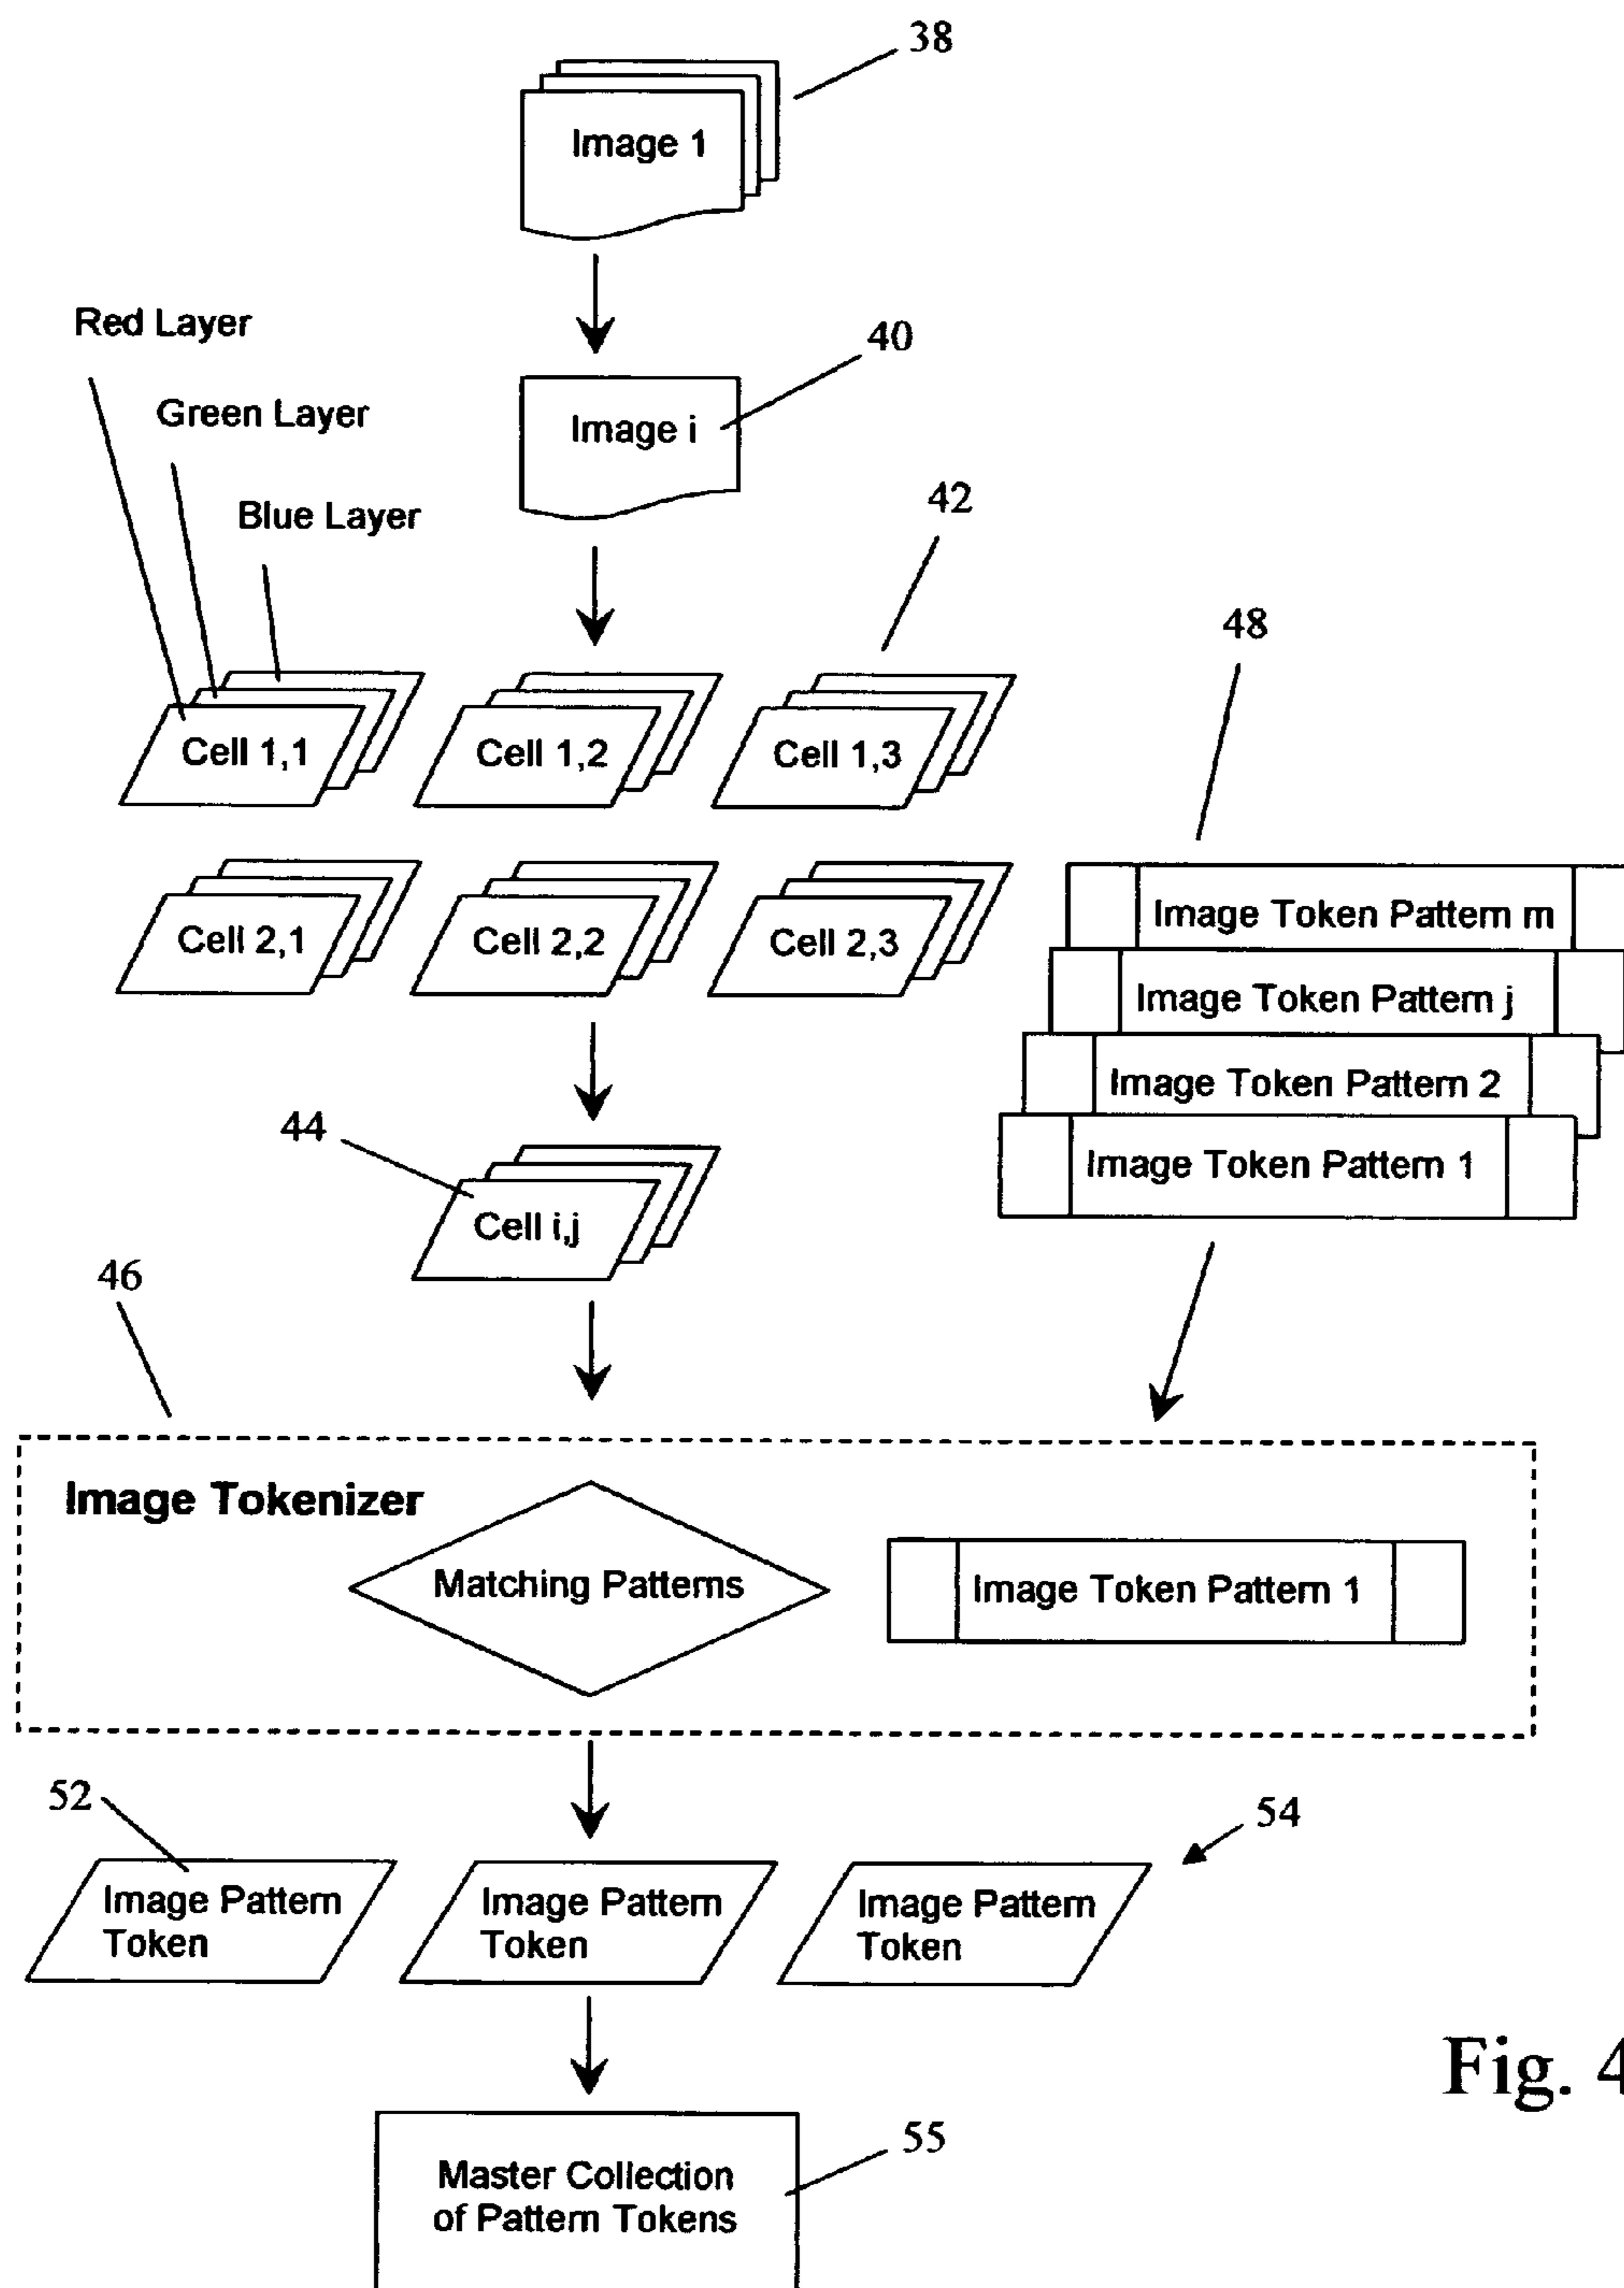 38
Image 1
Red Layer
40
Green Layer
Image i
Blue Layer
42
48
Cell 1,1
Cell 1,2
Cell 1,3
Image Token Pattern m
Cell 2,1
Cell 2,2
Cell 2,3
Image Token Pattern j
Image Token Pattern 2
44
Image Token Pattern 1
Cell i,j
46
Image Tokenizer
Matching Patterns
Image Token Pattern 1
52
54
Image Pattern
Token
Image Pattern
Token
Image Pattern
Token
Fig. 4
55
Master Collection
of Pattern Tokens